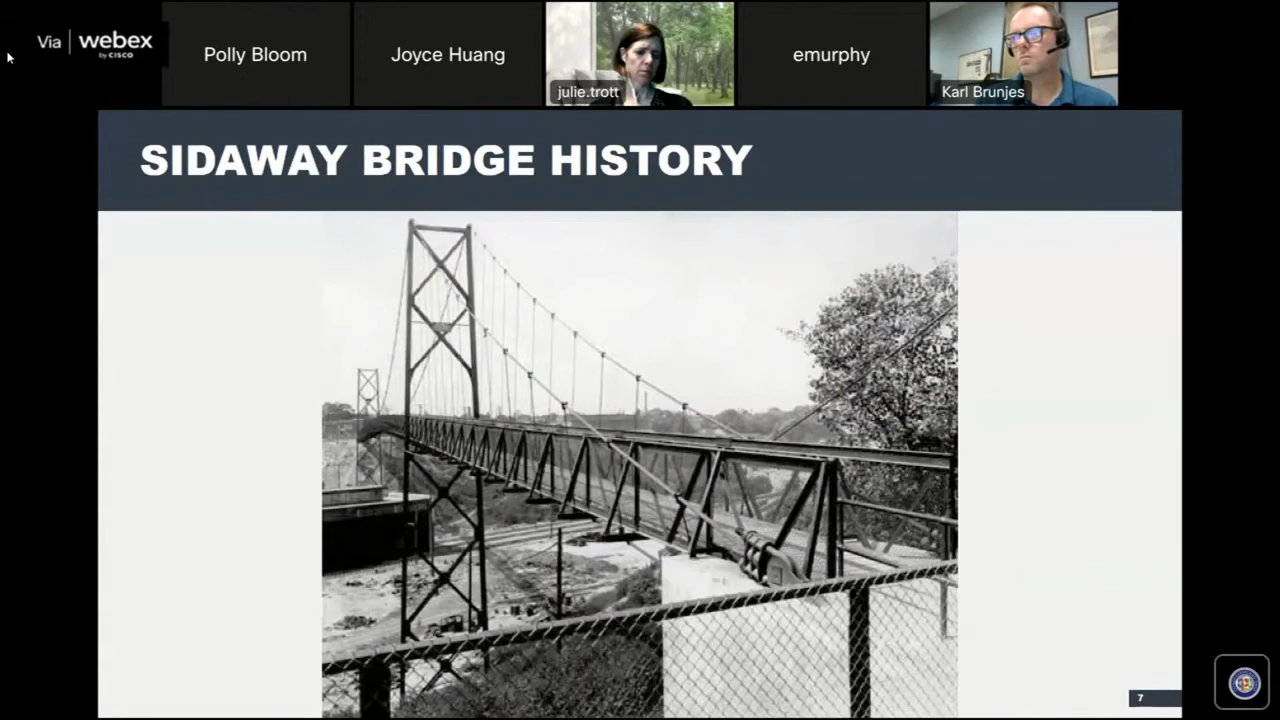 Via | webex
by CISCO
Polly Bloom
Joyce Huang
julie.trott
emurphy
Karl Brunjes
SIDAWAY BRIDGE HISTORY
7